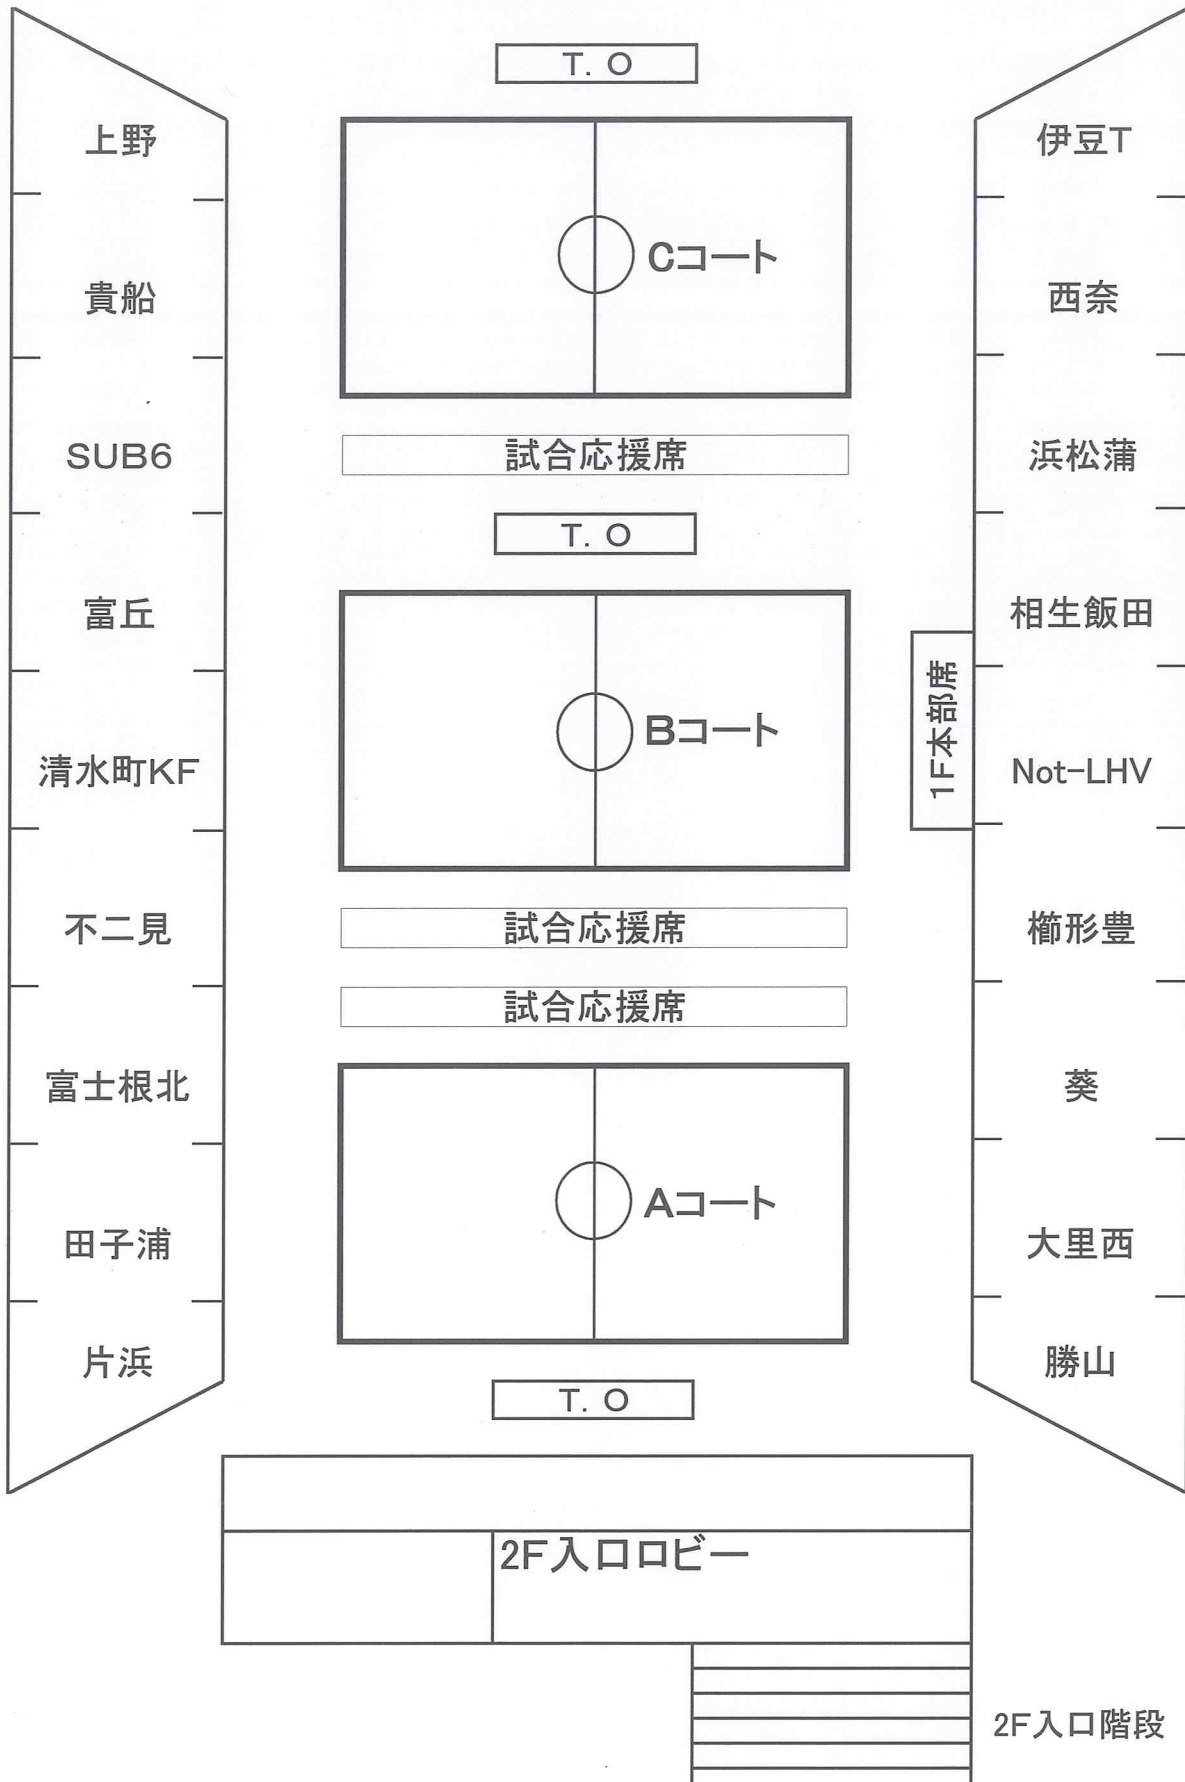 T. O
上野
伊豆T
Cコート
貴船
西奈
SUB6
試合応援席
浜松蒲
T. O
富丘
相生飯田
1F本部席
Bコート
清水町KF
Not-LHV
不二見
試合応援席
櫛形豊
試合応援席
富士根北
葵
Aコート
田子浦
大里西
片浜
勝山
T. O
2F入口ロビー
2F入口階段